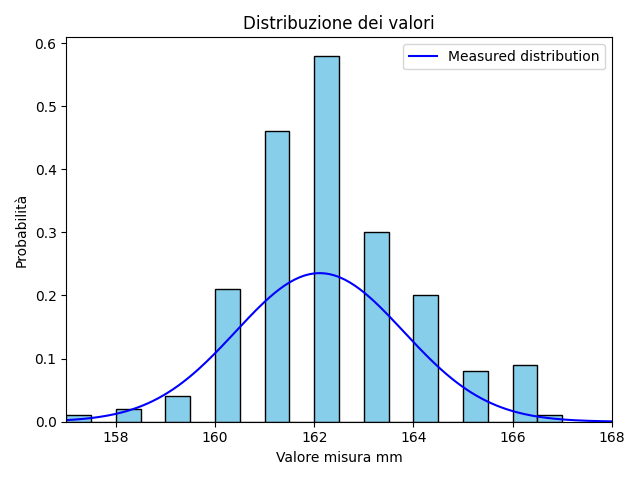 Distribuzione dei valori
Measured distribution
0.6
0.5
0.4
0.3
0.2
0.1
0.0
Probabilità
158 160 162 164 166 168
Valore misura mm